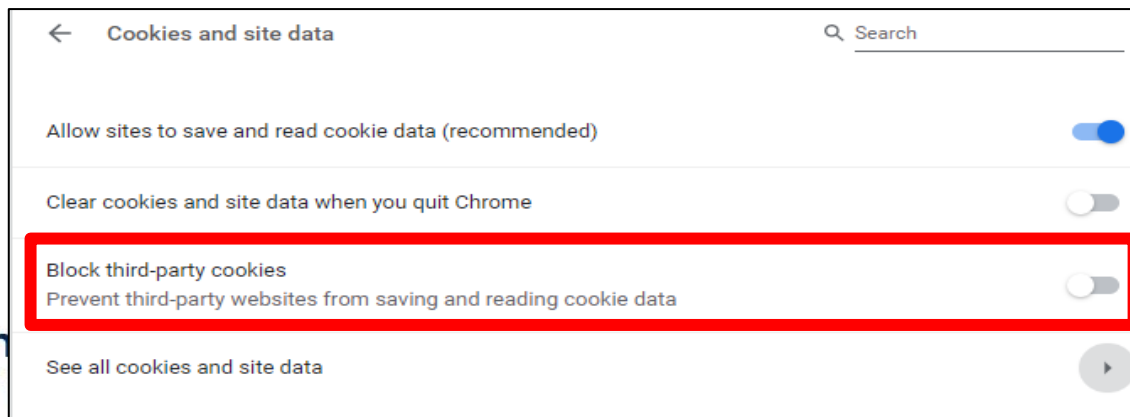 Cookies and site data
Search
Allow sites to save and read cookie data (recommended)
Clear cookies and site data when you quit Chrome
Block third-party cookies
Prevent third-party websites from saving and reading cookie data
See all cookies and site data